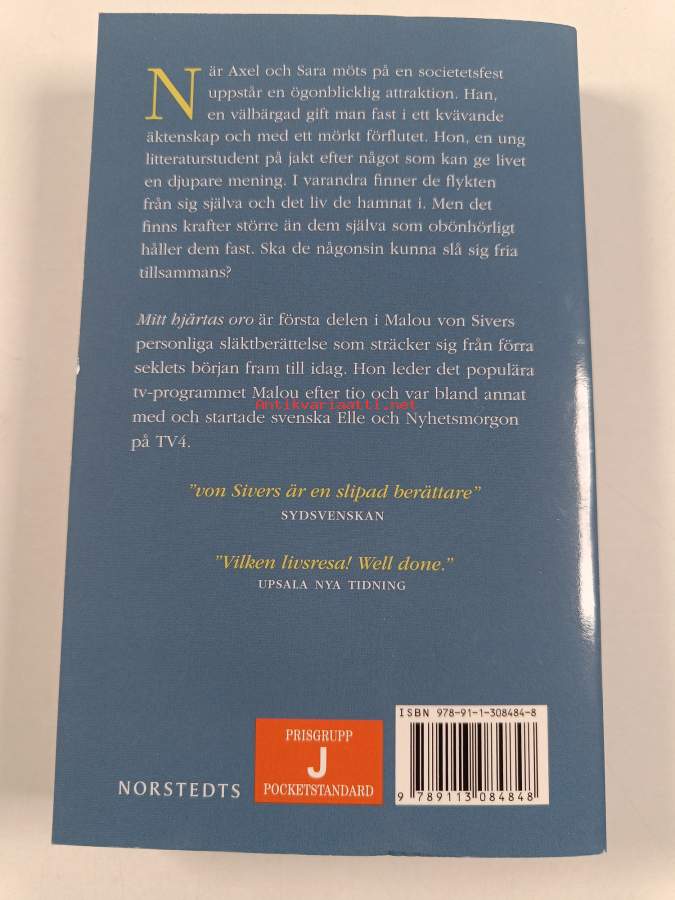 När Axel och Sara möts på en societetsfest
uppstår en ögonblicklig attraktion. Han,
en välbärgad gift man fast i ett kvävande
äktenskap och med ett mörkt förflutet. Hon, en ung
litteraturstudent på jakt efter något som kan ge livet
en djupare mening. I varandra finner de flykten
från sig själva och det liv de hamnat i. Men det
finns krafter större än dem själva som obönhörligt
håller dem fast. Ska de någonsin kunna slå sig fria
tillsammans?
Mitt hjärtas oro är första delen i Malou von Sivers
personliga släktberättelse som sträcker sig från förra
seklets början fram till idag. Hon leder det populära
tv-programmet Malou efter tio och var bland annat
Antikvariaatti.net
med och startade svenska Elle och Nyhetsmorgon
på TV4.
"von Sivers är en slipad berättare"
SYDSVENSKAN
"Vilken livsresa! Well done."
UPSALA NYA TIDNING
NORSTEDTS
PRISGRUPP
J
POCKETSTANDARD
ISBN 978-91-1-308484-8
9 789113 084848